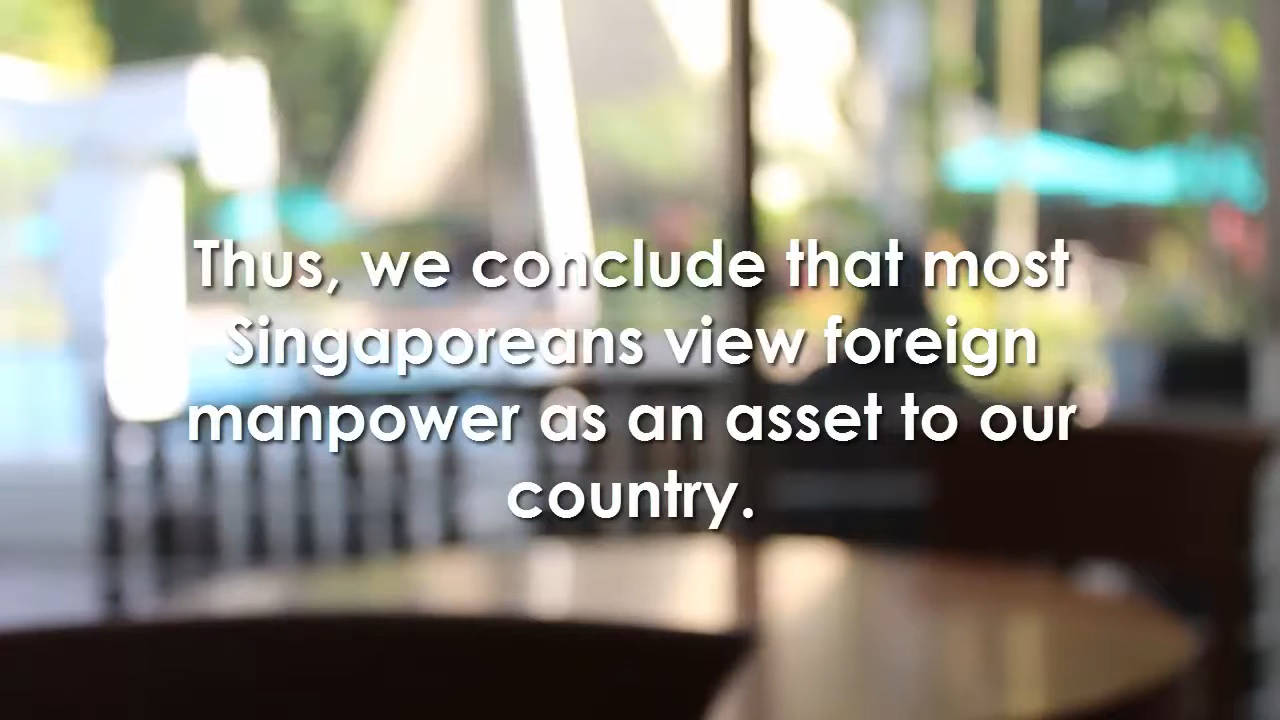 Thus, we conclude that most
Singaporeans view foreign
manpower as an asset to our
country.